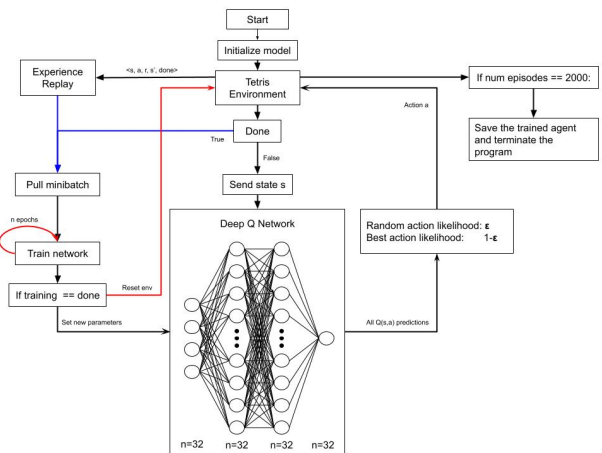 Start
Initialize model
Experience
Replay
<s, a, r, s', done>
Tetris
Environment
If num episodes == 2000:
Action a
Done
True
False
Save the trained agent
and terminate the
program
Pull minibatch
Send state s
n epochs
Deep Q Network
Random action likelihood: ε
Best action likelihood: 1-ε
Train network
If training == done
Reset env
Set new parameters
All Q(s,a) predictions
n=32 n=32 n=32 n=32